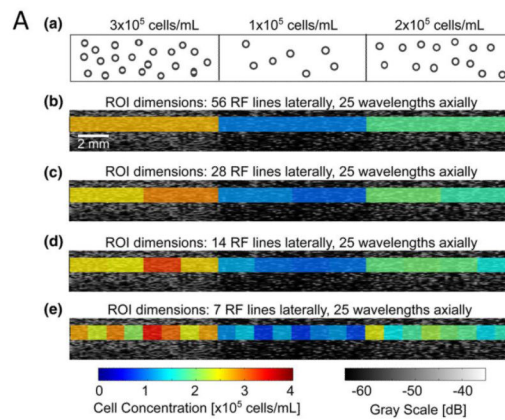 A
(a) 3x10⁵ cells/mL 1x10⁵ cells/mL 2x10⁵ cells/mL
(b) ROI dimensions: 56 RF lines laterally, 25 wavelengths axially
2 mm
(c) ROI dimensions: 28 RF lines laterally, 25 wavelengths axially
(d) ROI dimensions: 14 RF lines laterally, 25 wavelengths axially
(e) ROI dimensions: 7 RF lines laterally, 25 wavelengths axially
0 1 2 3 4 −60 −50 −40
Cell Concentration [x10⁵ cells/mL] Gray Scale [dB]